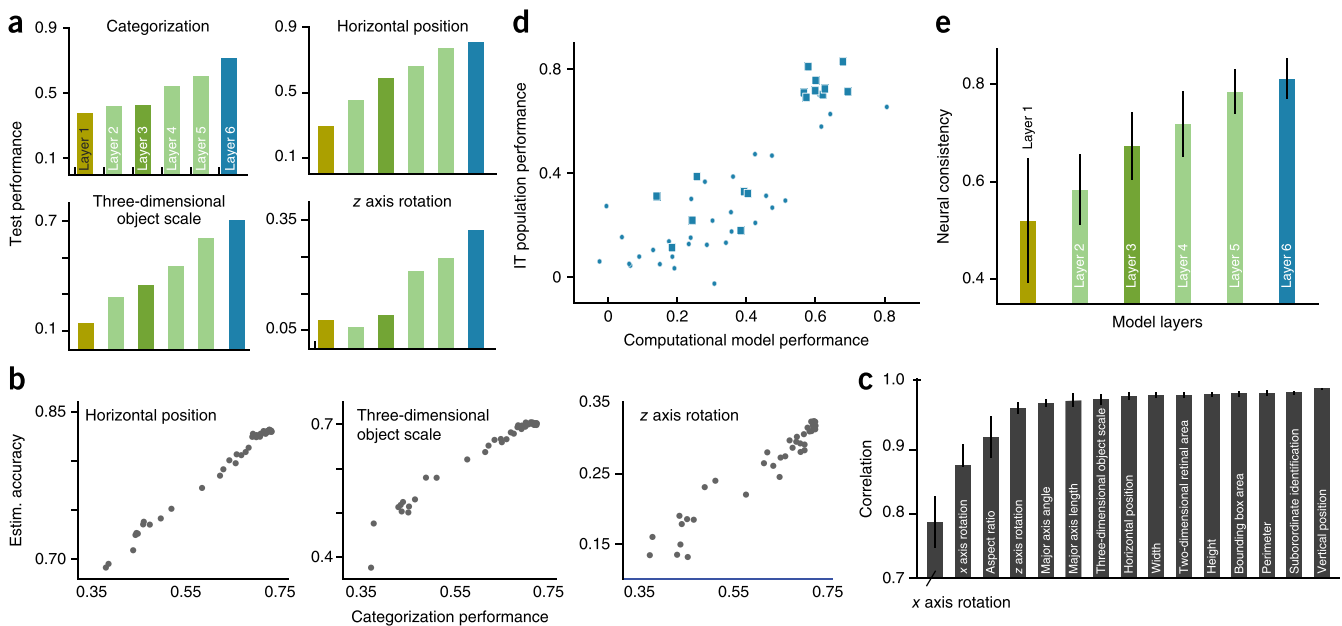 a
Test performance
Categorization
0.9
0.5
0.1
Layer 1
Layer 2
Layer 3
Layer 4
Layer 5
Layer 6
Horizontal position
0.9
0.5
0.1
Three-dimensional
object scale
0.7
0.1
z axis rotation
0.35
0.05
b
Estim. accuracy
Horizontal position
0.85
0.70
0.35
0.55
0.75
Three-dimensional
object scale
0.7
0.4
0.35
0.55
0.75
z axis rotation
0.35
0.25
0.15
0.35
0.55
0.75
Categorization performance
d
IT population performance
0.8
0.4
0
0
0.2
0.4
0.6
0.8
Computational model performance
e
Neural consistency
0.8
0.6
0.4
Layer 1
Layer 2
Layer 3
Layer 4
Layer 5
Layer 6
Model layers
c
Correlation
1.0
0.9
0.8
0.7
x axis rotation
x axis rotation
Aspect ratio
z axis rotation
Major axis angle
Major axis length
Three-dimensional object scale
Horizontal position
Width
Two-dimensional retinal area
Height
Bounding box area
Perimeter
Suborordinate identification
Vertical position